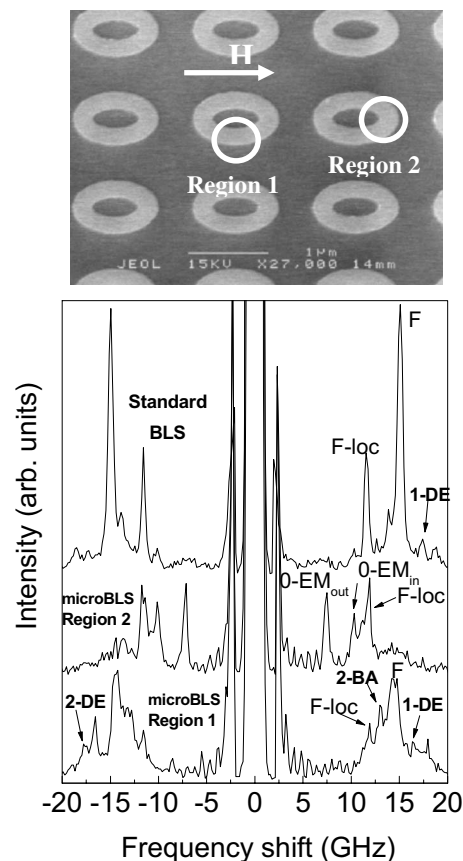 H
Region 1
Region 2
1μm
JEOL 15KV X27,000 14mm
Intensity (arb. units)
F
Standard
BLS
F-loc
1-DE
0-EMout
0-EMin
F-loc
microBLS
Region 2
2-DE
microBLS
Region 1
F-loc
2-BA
F
1-DE
-20 -15 -10 -5 0 5 10 15 20
Frequency shift (GHz)